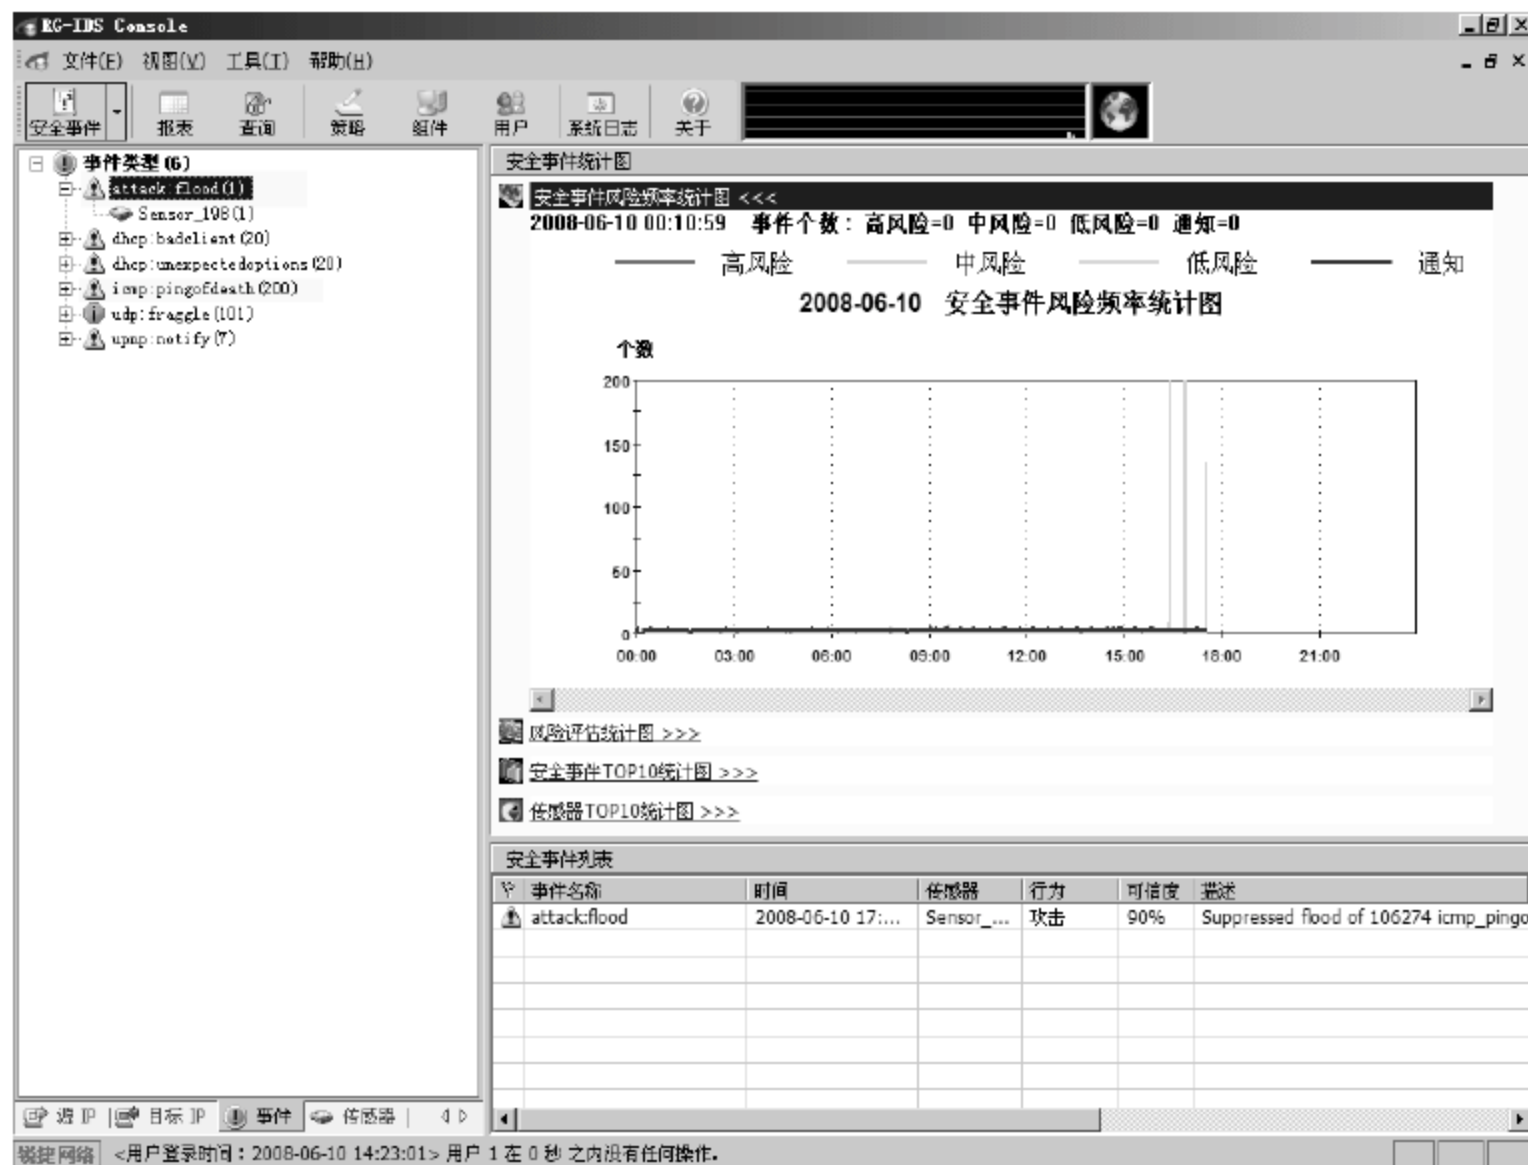 RG-IDS Console
文件(F) 视图(V) 工具(T) 帮助(H)
安全事件 报表 查询 策略 组件 用户 系统日志 关于
事件类型 (6)
attack:flood(1)
Sensor_198(1)
dhcp:badclient(20)
dhcp:unexpectedoptions(20)
icmp:pingofdeath(200)
udp:fraggle(101)
upnp:notify(7)
源 IP 目标 IP 事件 传感器
安全事件统计图
安全事件风险频率统计图 <<<
2008-06-10 00:10:59 事件个数: 高风险=0 中风险=0 低风险=0 通知=0
高风险 中风险 低风险 通知
2008-06-10 安全事件风险频率统计图
个数
200
150
100
50
0
00:00 03:00 06:00 09:00 12:00 15:00 18:00 21:00
风险评估统计图 >>>
安全事件TOP10统计图 >>>
传感器TOP10统计图 >>>
安全事件列表
事件名称 时间 传感器 行为 可信度 描述
attack:flood 2008-06-10 17:... Sensor_... 攻击 90% Suppressed flood of 106274 icmp_pingo
锐捷网络 <用户登录时间：2008-06-10 14:23:01> 用户 1 在 0 秒 之内没有任何操作。